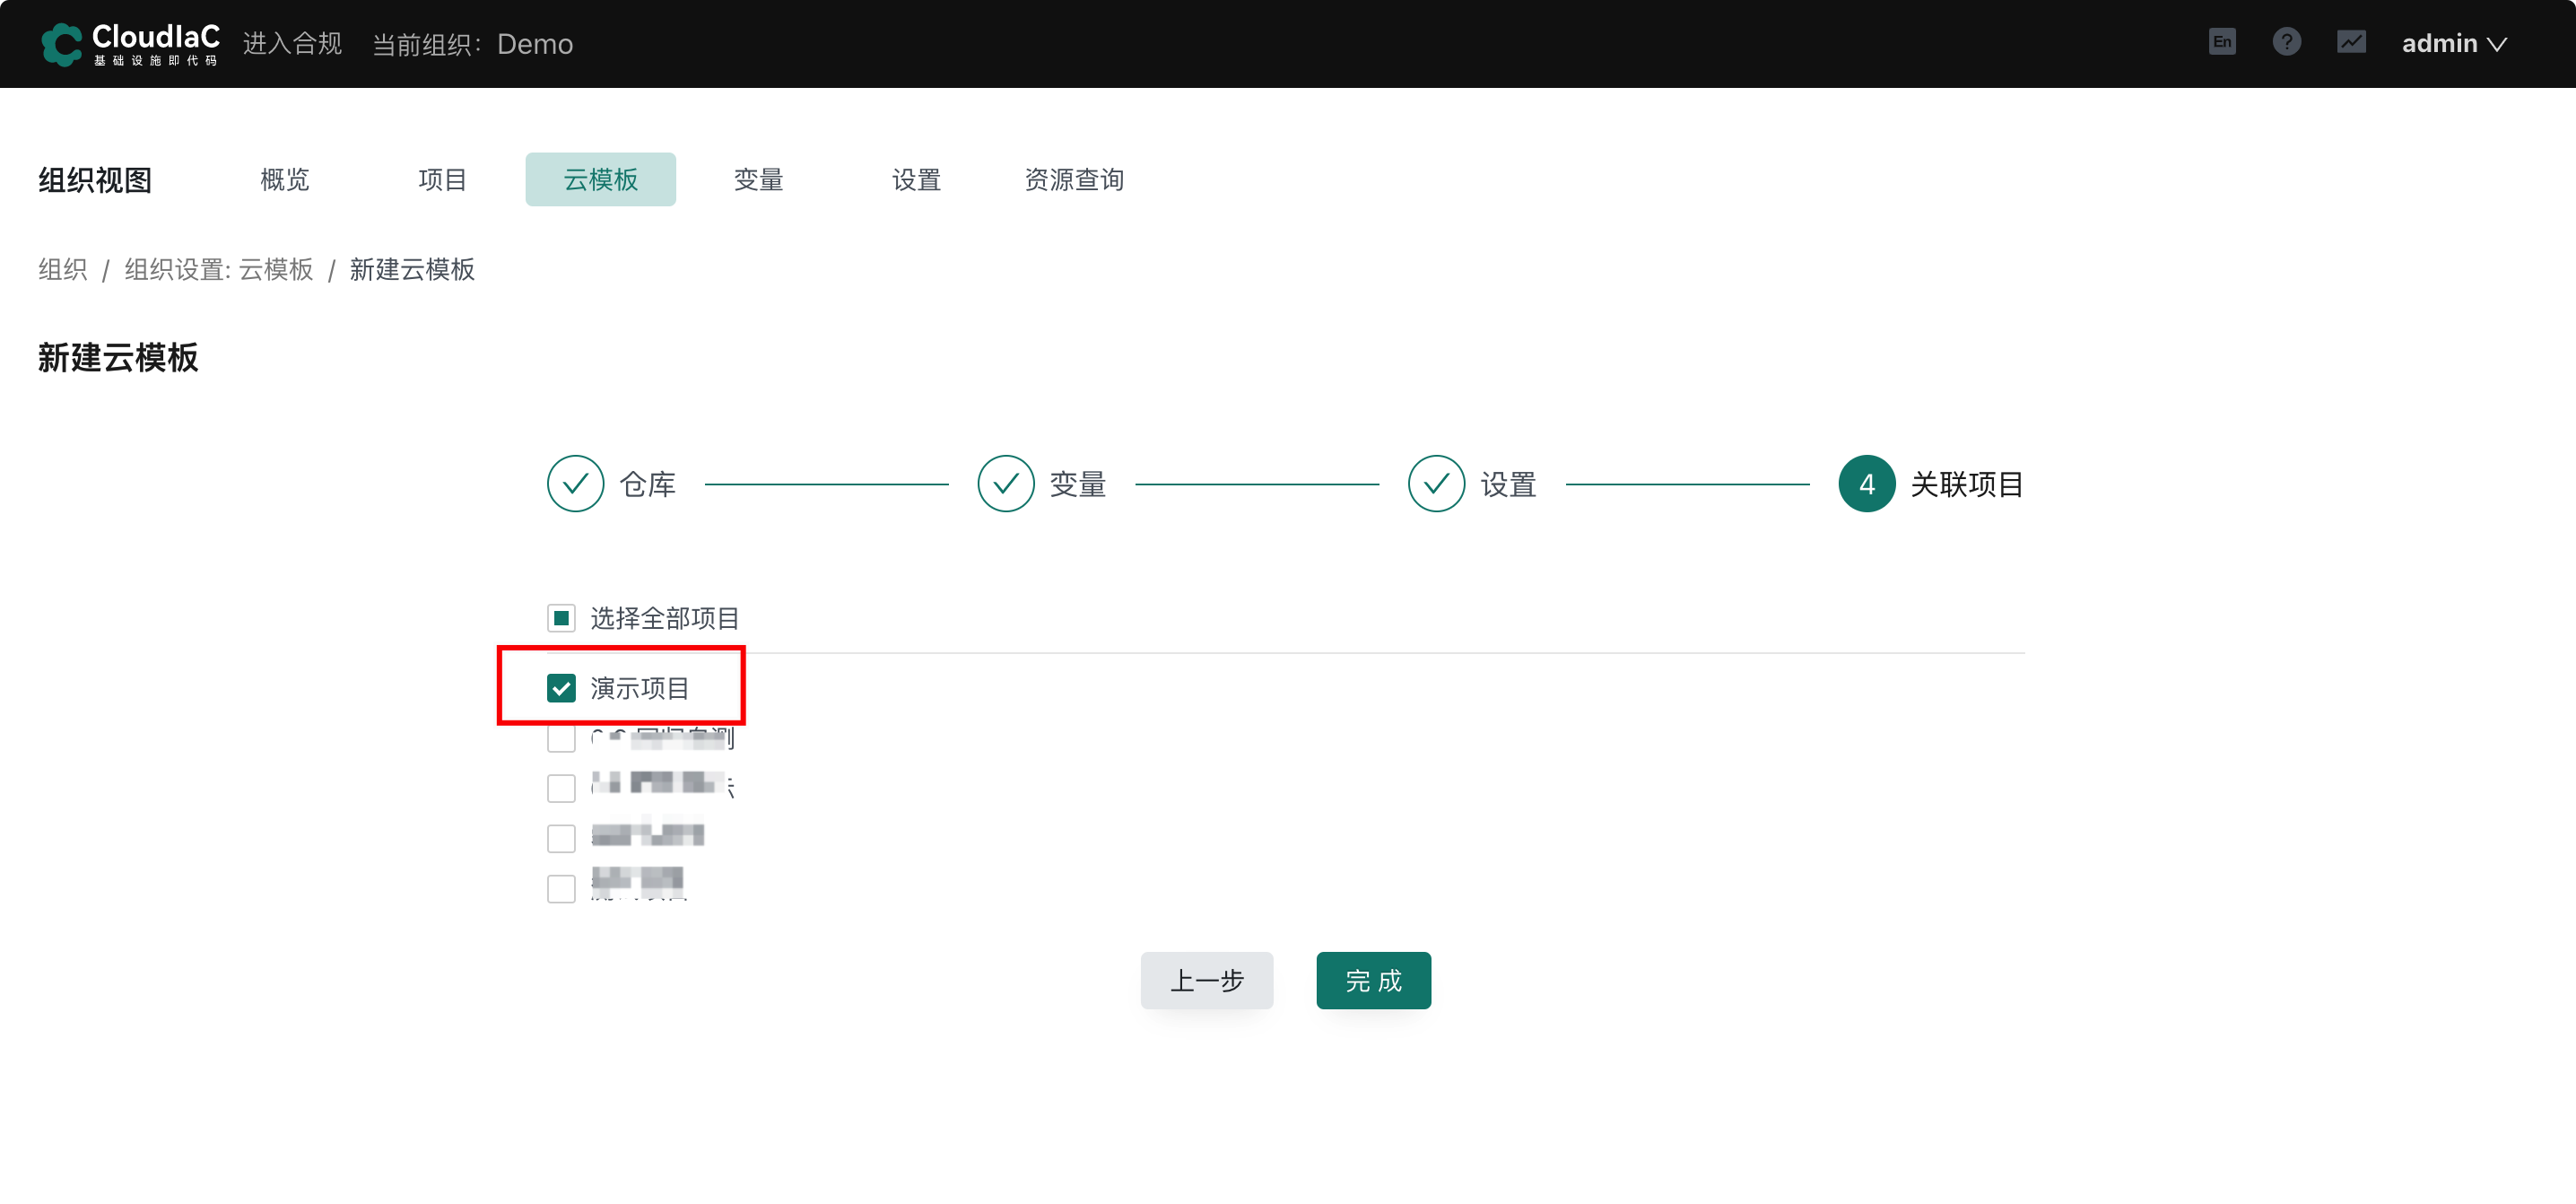 CloudIaC
基础设施即代码
进入合规 当前组织: Demo
En ? admin
组织视图 概览 项目 云模板 变量 设置 资源查询
组织 / 组织设置: 云模板 / 新建云模板
新建云模板
仓库 变量 设置 4 关联项目
选择全部项目
演示项目
上一步 完成